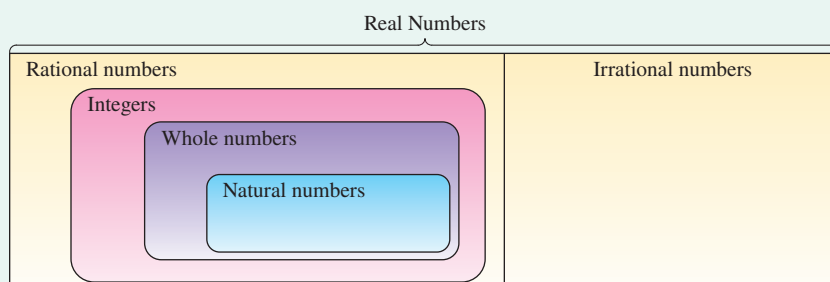 Real Numbers
Rational numbers
Irrational numbers
Integers
Whole numbers
Natural numbers